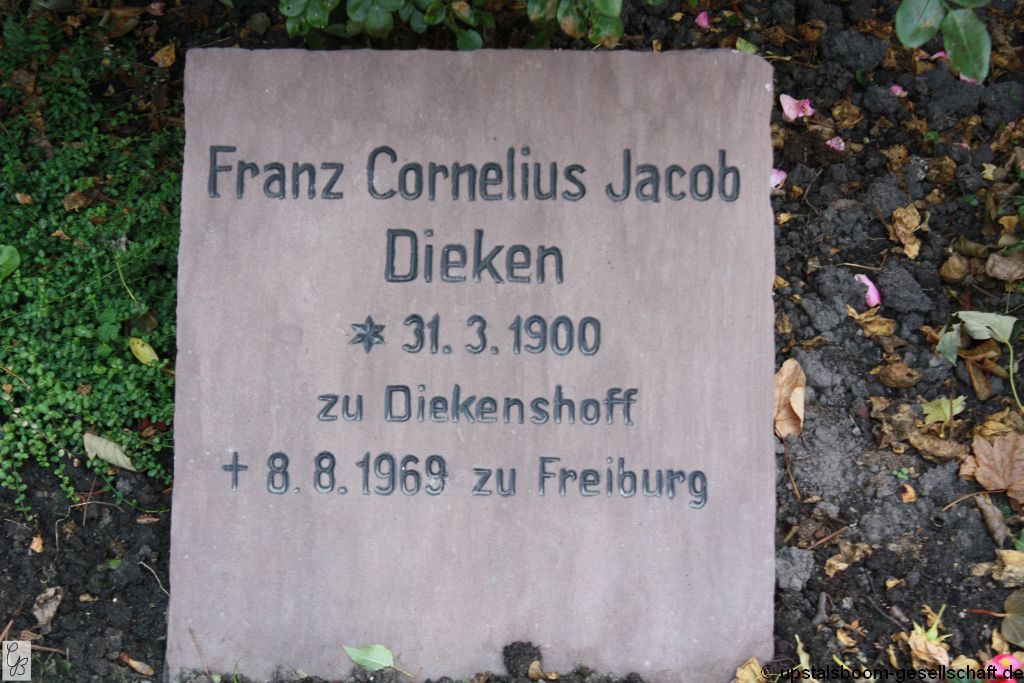 Franz Cornelius Jacob
Dieken
* 31.3.1900
zu Diekenshoff
† 8.8.1969 zu Freiburg
© upstalsboom-gesellschaft.de